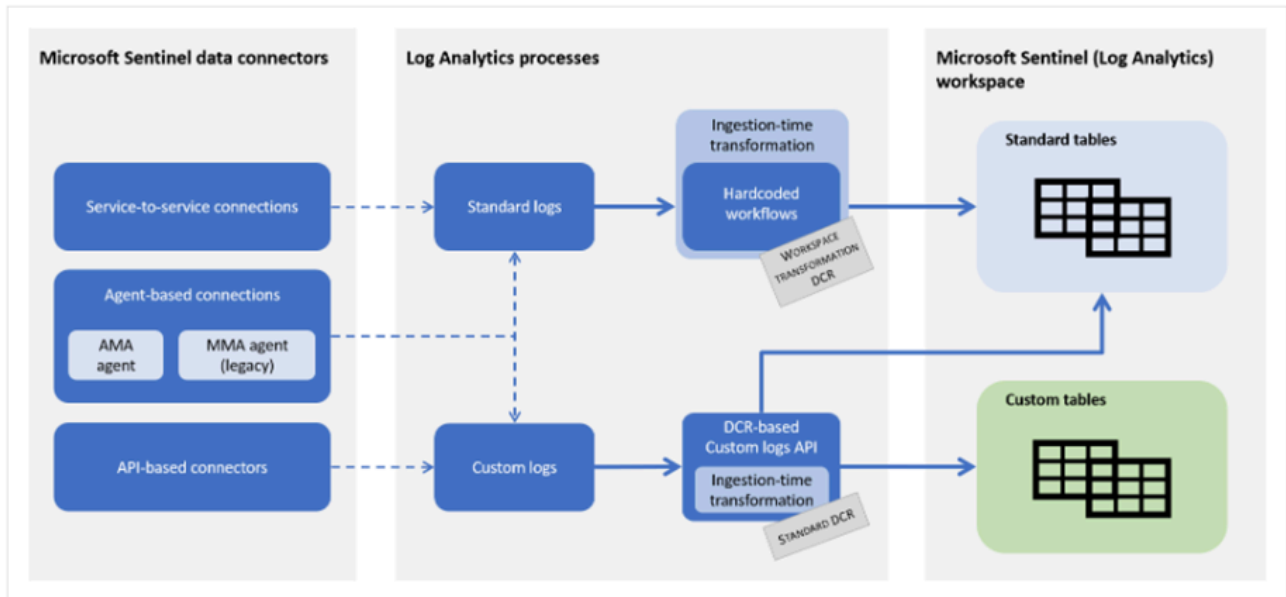 Microsoft Sentinel data connectors
Service-to-service connections
Agent-based connections
AMA
agent
MMA agent
(legacy)
API-based connectors
Log Analytics processes
Standard logs
Custom logs
Ingestion-time
transformation
Hardcoded
workflows
WORKSPACE
TRANSFORMATION
DCR
DCR-based
Custom logs API
Ingestion-time
transformation
STANDARD DCR
Microsoft Sentinel (Log Analytics)
workspace
Standard tables
Custom tables